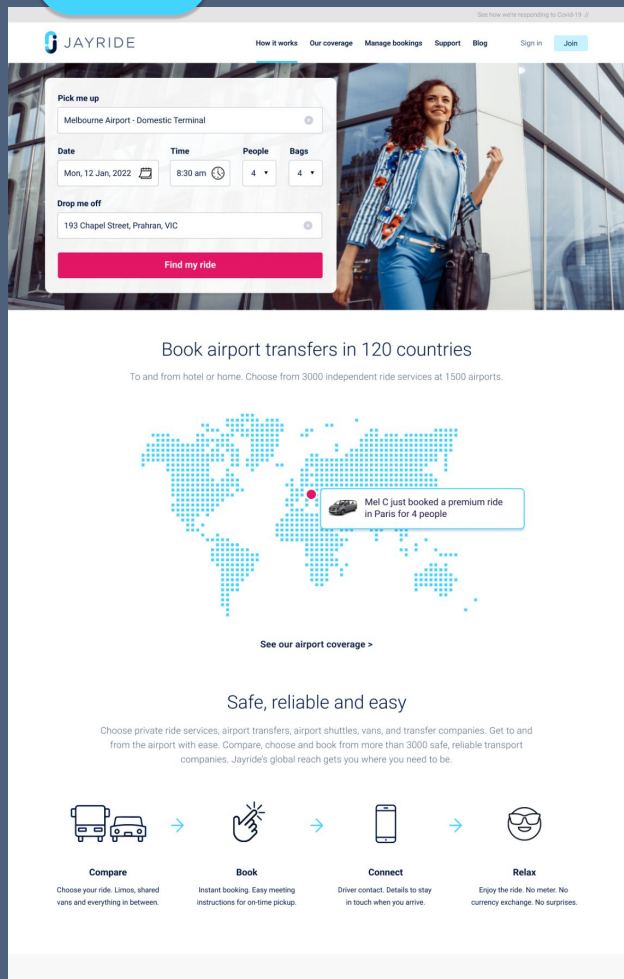 See how we're responding to Covid-19 //
JAYRIDE
How it works Our coverage Manage bookings Support Blog Sign in Join
Pick me up
Melbourne Airport - Domestic Terminal
Date Time People Bags
Mon, 12 Jan, 2022 8:30 am 4 4
Drop me off
193 Chapel Street, Prahran, VIC
Find my ride
Book airport transfers in 120 countries
To and from hotel or home. Choose from 3000 independent ride services at 1500 airports.
Mel C just booked a premium ride
in Paris for 4 people
See our airport coverage >
Safe, reliable and easy
Choose private ride services, airport transfers, airport shuttles, vans, and transfer companies. Get to and
from the airport with ease. Compare, choose and book from more than 3000 safe, reliable transport
companies. Jayride's global reach gets you where you need to be.
Compare
Choose your ride. Limos, shared
vans and everything in between.
Book
Instant booking. Easy meeting
instructions for on-time pickup.
Connect
Driver contact. Details to stay
in touch when you arrive.
Relax
Enjoy the ride. No meter. No
currency exchange. No surprises.